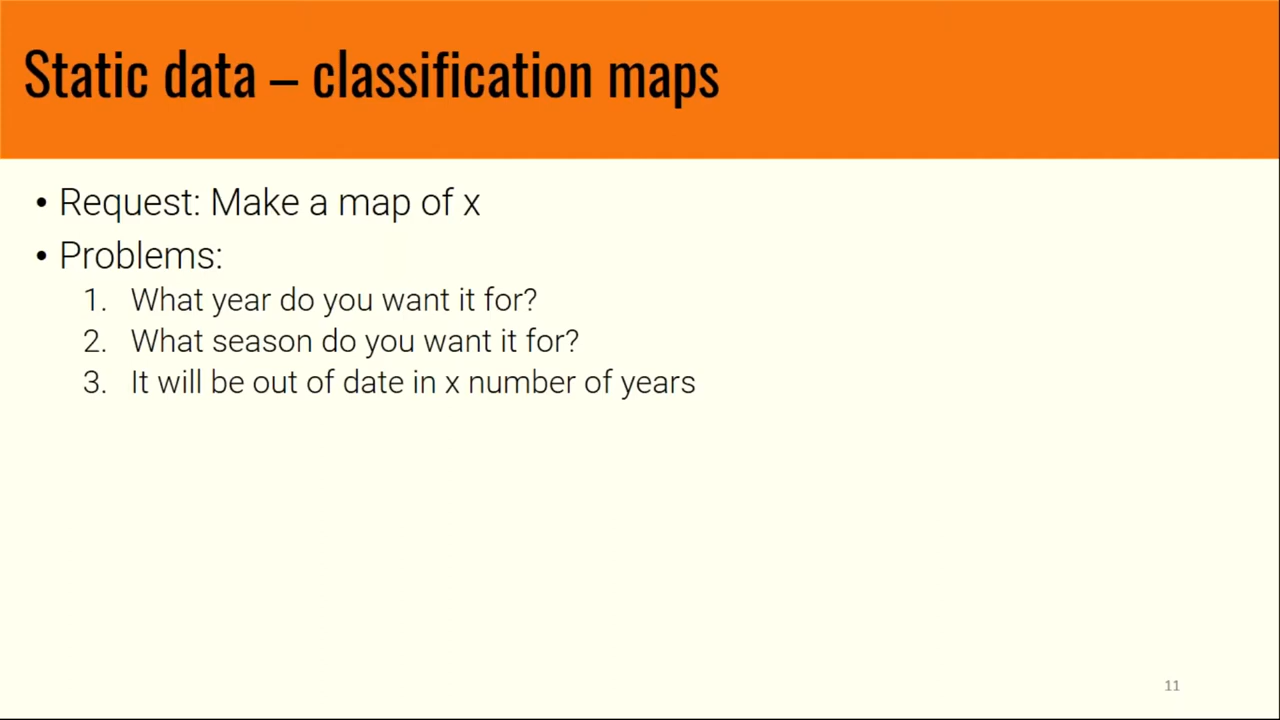 Static data – classification maps
• Request: Make a map of x
• Problems:
1. What year do you want it for?
2. What season do you want it for?
3. It will be out of date in x number of years
11